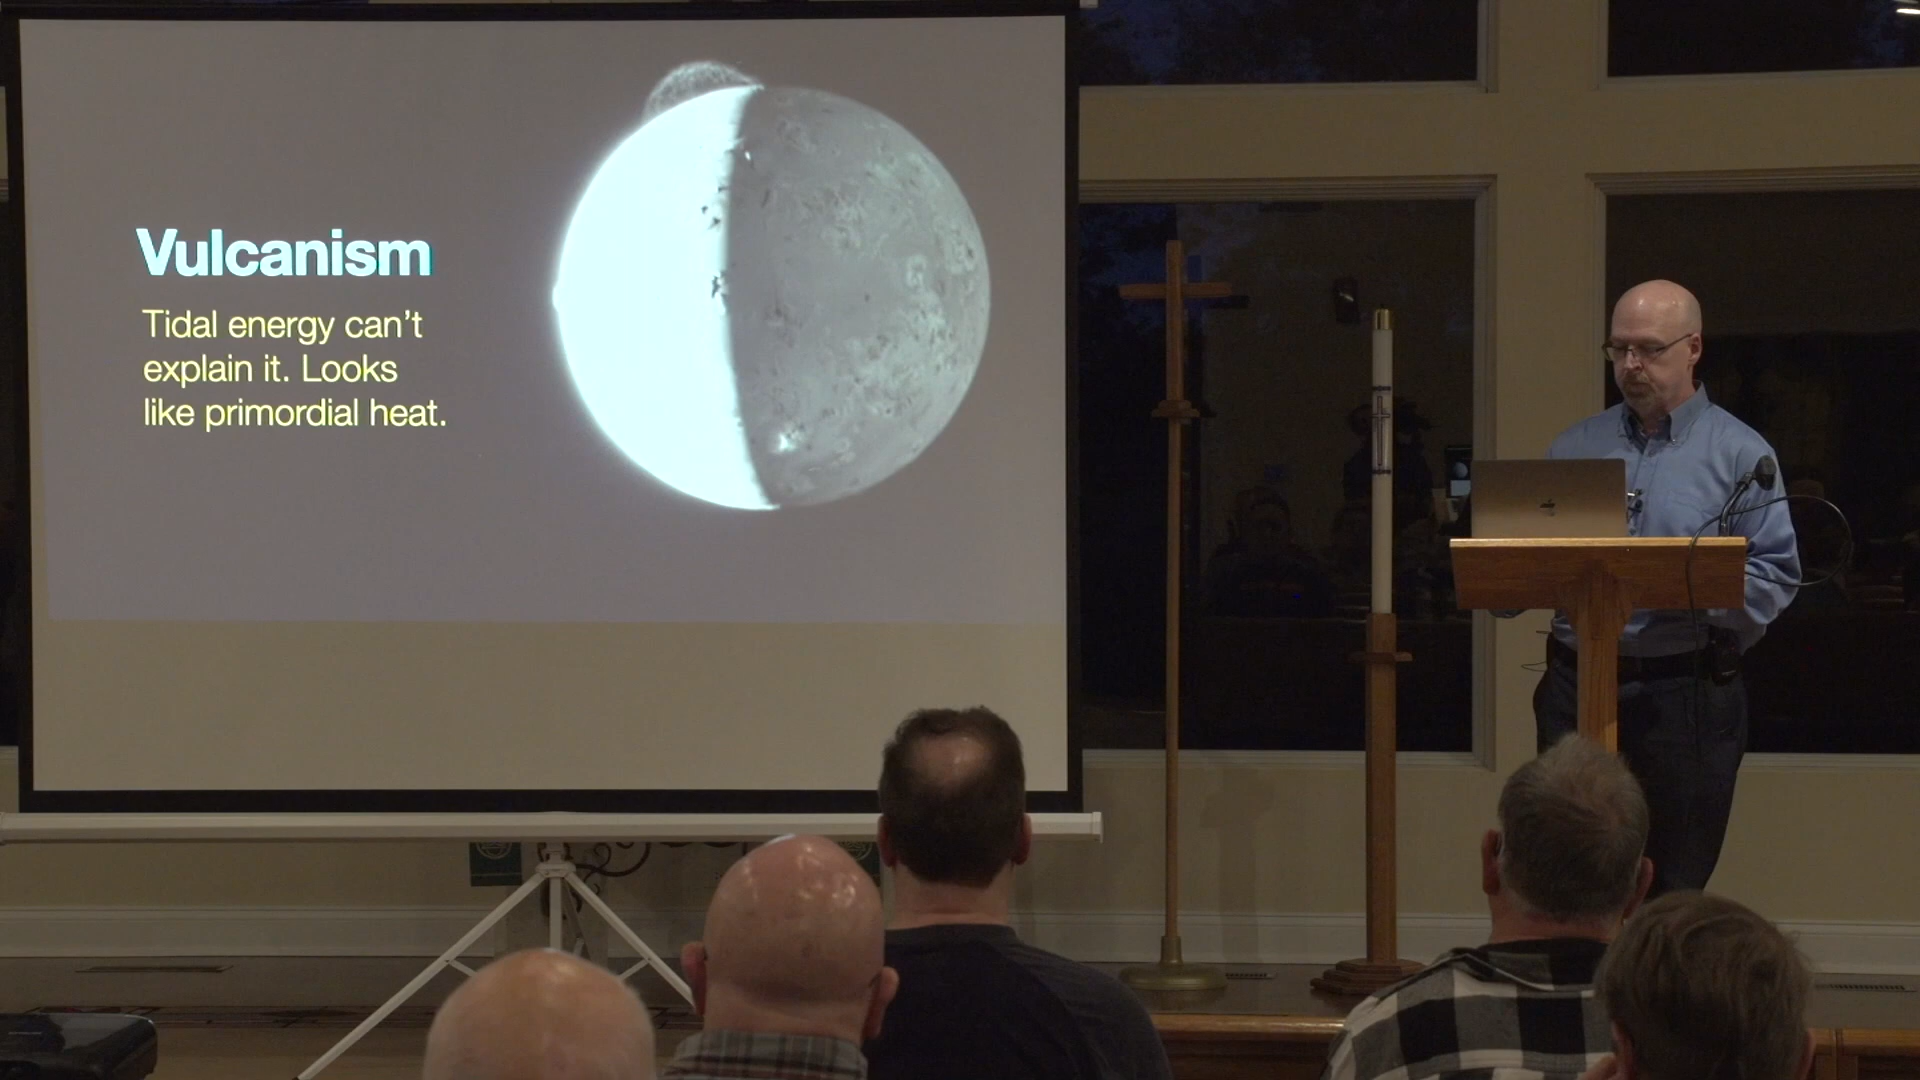 Vulcanism
Tidal energy can't
explain it. Looks
like primordial heat.